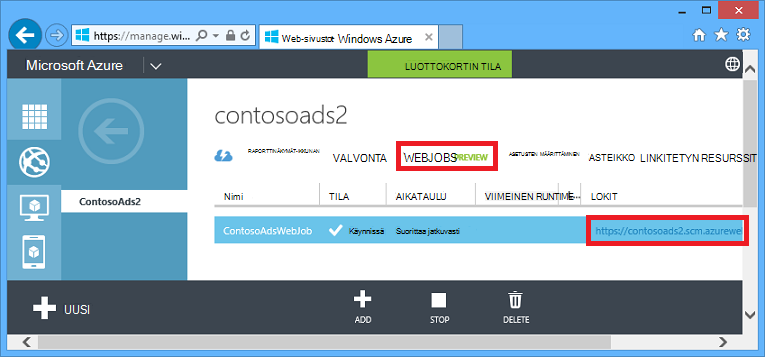 https://manage.wi...
Web-sivustot Windows Azure
Microsoft Azure
LUOTTOKORTIN TILA
contosoads2
RAPORTTINÄKYMÄT-IKKUNAN VALVONTA WEBJOBS PREVIEW ASETUSTEN MÄÄRITTÄMINEN ASTEIKKO LINKITETYN RESURSSIT
ContosoAds2
Nimi TILA AIKATAULU VIIMEINEN RUNTIME LOKIT
ContosoAdsWebJob Käynnissä Suorittaa jatkuvasti https://contosoads2.scm.azurewe
UUSI
ADD STOP DELETE